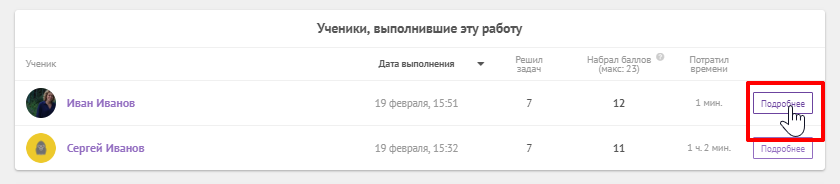 Ученики, выполнившие эту работу
Ученик Дата выполнения Решил задач Набрал баллов (макс: 23) ? Потратил времени
Иван Иванов 19 февраля, 15:51 7 12 1 мин. Подробнее
Сергей Иванов 19 февраля, 15:32 7 11 1 ч. 2 мин. Подробнее